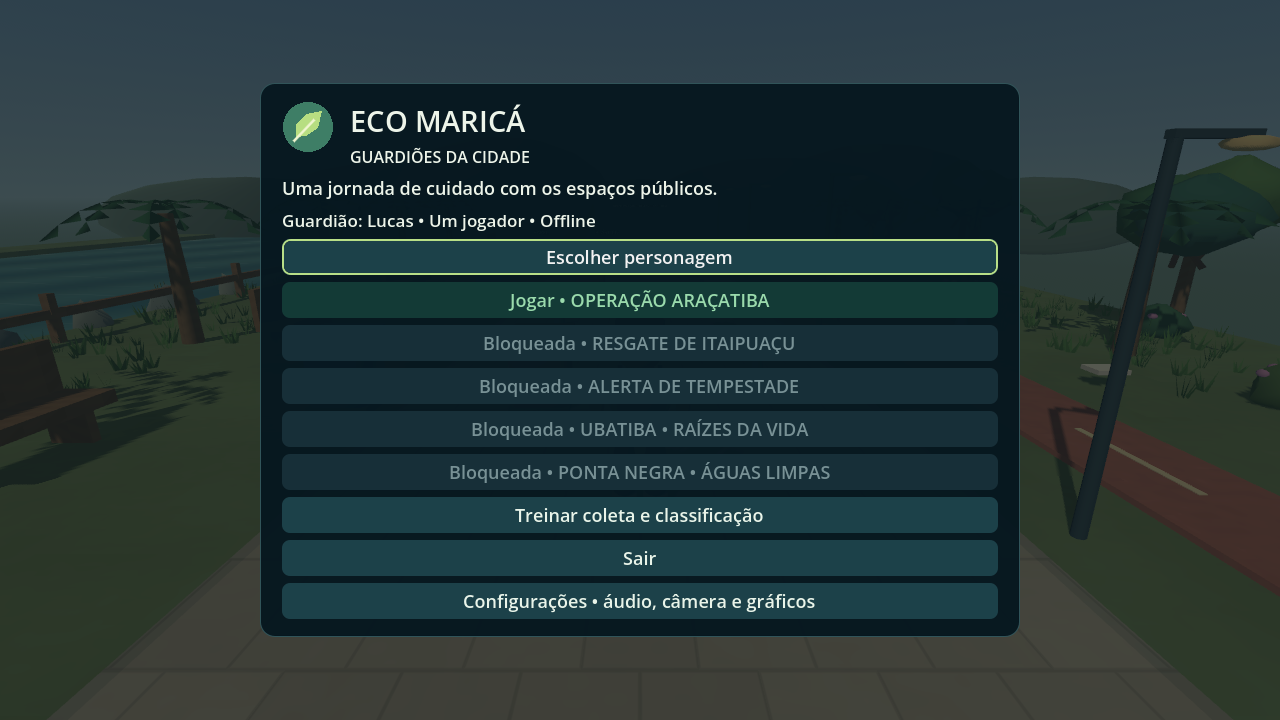 ECO MARICÁ
GUARDIÕES DA CIDADE
Uma jornada de cuidado com os espaços públicos.
Guardião: Lucas • Um jogador • Offline
Escolher personagem
Jogar • OPERAÇÃO ARAÇATIBA
Bloqueada • RESGATE DE ITAIPUAÇU
Bloqueada • ALERTA DE TEMPESTADE
Bloqueada • UBATIBA • RAÍZES DA VIDA
Bloqueada • PONTA NEGRA • ÁGUAS LIMPAS
Treinar coleta e classificação
Sair
Configurações • áudio, câmera e gráficos